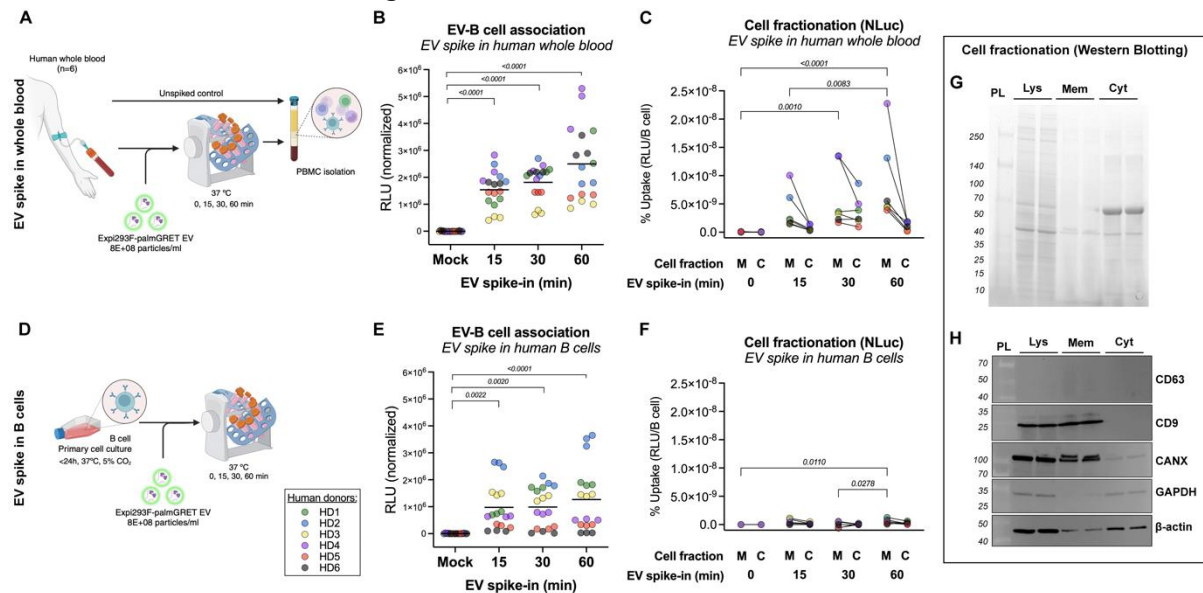 A
EV spike in whole blood
Human whole blood
(n=6)
Unspiked control
PBMC isolation
37 ºC
0, 15, 30, 60 min
Expi293F-palmGRET EV
8E+08 particles/ml
B
EV-B cell association
EV spike in human whole blood
RLU (normalized)
6×10⁶
5×10⁶
4×10⁶
3×10⁶
2×10⁶
1×10⁶
0
<0.0001
<0.0001
<0.0001
Mock 15 30 60
EV spike-in (min)
C
Cell fractionation (NLuc)
EV spike in human whole blood
% Uptake (RLU/B cell)
2.5×10⁻⁸
2.0×10⁻⁸
1.5×10⁻⁸
1.0×10⁻⁸
5.0×10⁻⁹
0.0
<0.0001
0.0083
0.0010
Cell fraction M C M C M C M C
EV spike-in (min) 0 15 30 60
D
EV spike in B cells
B cell
Primary cell culture
<24h, 37ºC, 5% CO₂
37 ºC
0, 15, 30, 60 min
Expi293F-palmGRET EV
8E+08 particles/ml
Human donors:
HD1
HD2
HD3
HD4
HD5
HD6
E
EV-B cell association
EV spike in human B cells
RLU (normalized)
6×10⁶
5×10⁶
4×10⁶
3×10⁶
2×10⁶
1×10⁶
0
<0.0001
0.0020
0.0022
Mock 15 30 60
EV spike-in (min)
F
Cell fractionation (NLuc)
EV spike in human B cells
% Uptake (RLU/B cell)
2.5×10⁻⁸
2.0×10⁻⁸
1.5×10⁻⁸
1.0×10⁻⁸
5.0×10⁻⁹
0.0
0.0110
0.0278
Cell fraction M C M C M C M C
EV spike-in (min) 0 15 30 60
Cell fractionation (Western Blotting)
G
PL Lys Mem Cyt
250
140
70
50
40
35
25
15
10
H
PL Lys Mem Cyt
70
50
CD63
35
25
CD9
100
70
CANX
40
35
GAPDH
50
40
β-actin